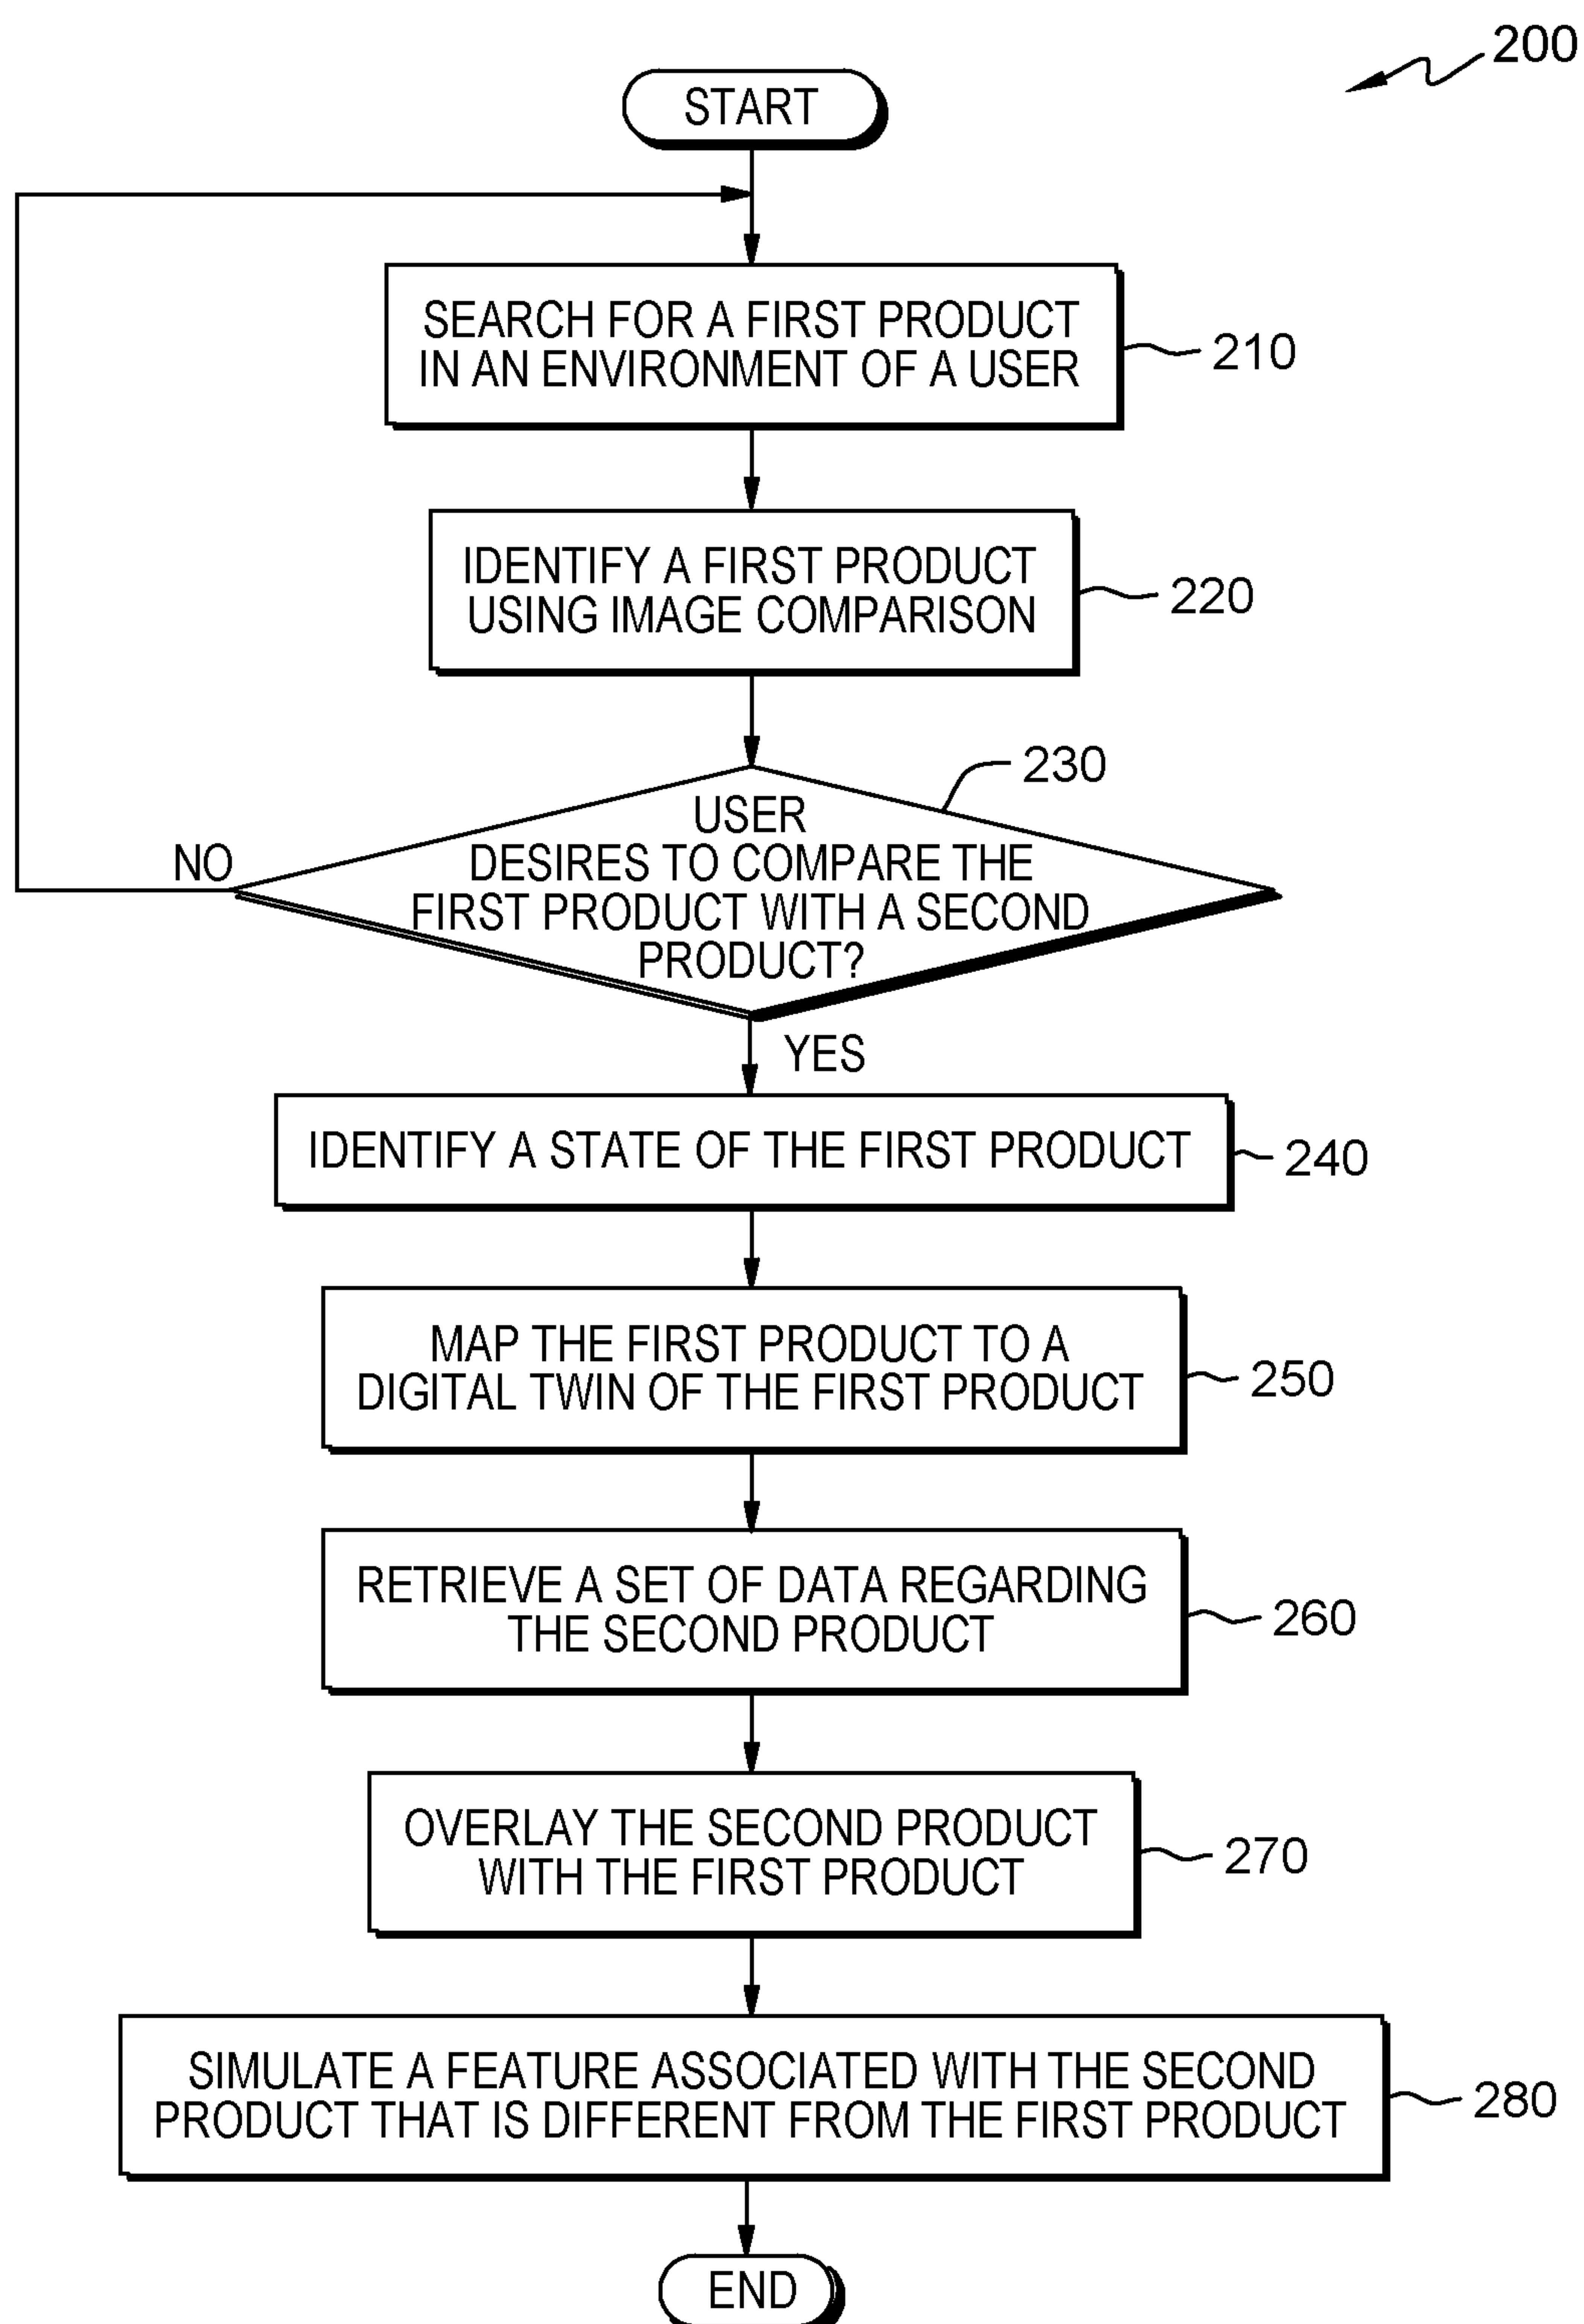 200
START
SEARCH FOR A FIRST PRODUCT
IN AN ENVIRONMENT OF A USER
210
IDENTIFY A FIRST PRODUCT
USING IMAGE COMPARISON
220
230
USER
DESIRES TO COMPARE THE
FIRST PRODUCT WITH A SECOND
PRODUCT?
NO
YES
IDENTIFY A STATE OF THE FIRST PRODUCT
240
MAP THE FIRST PRODUCT TO A
DIGITAL TWIN OF THE FIRST PRODUCT
250
RETRIEVE A SET OF DATA REGARDING
THE SECOND PRODUCT
260
OVERLAY THE SECOND PRODUCT
WITH THE FIRST PRODUCT
270
SIMULATE A FEATURE ASSOCIATED WITH THE SECOND
PRODUCT THAT IS DIFFERENT FROM THE FIRST PRODUCT
280
END